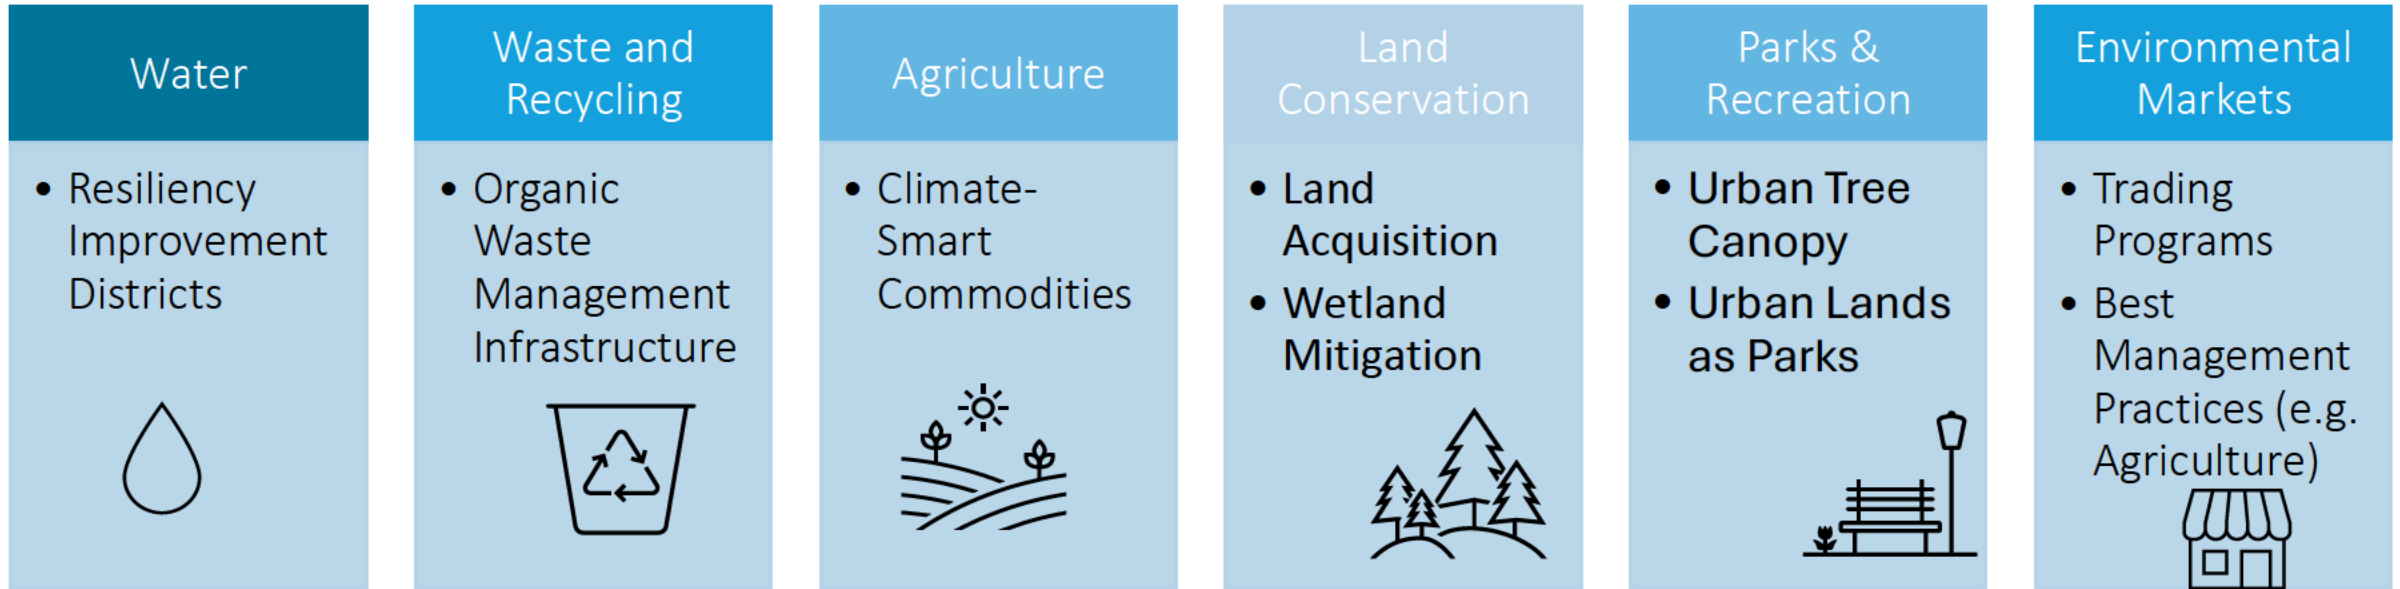 Water
• Resiliency
Improvement
Districts
Waste and
Recycling
• Organic
Waste
Management
Infrastructure
Agriculture
• Climate-
Smart
Commodities
Land
Conservation
• Land
Acquisition
• Wetland
Mitigation
Parks &
Recreation
• Urban Tree
Canopy
• Urban Lands
as Parks
Environmental
Markets
• Trading
Programs
• Best
Management
Practices (e.g.
Agriculture)